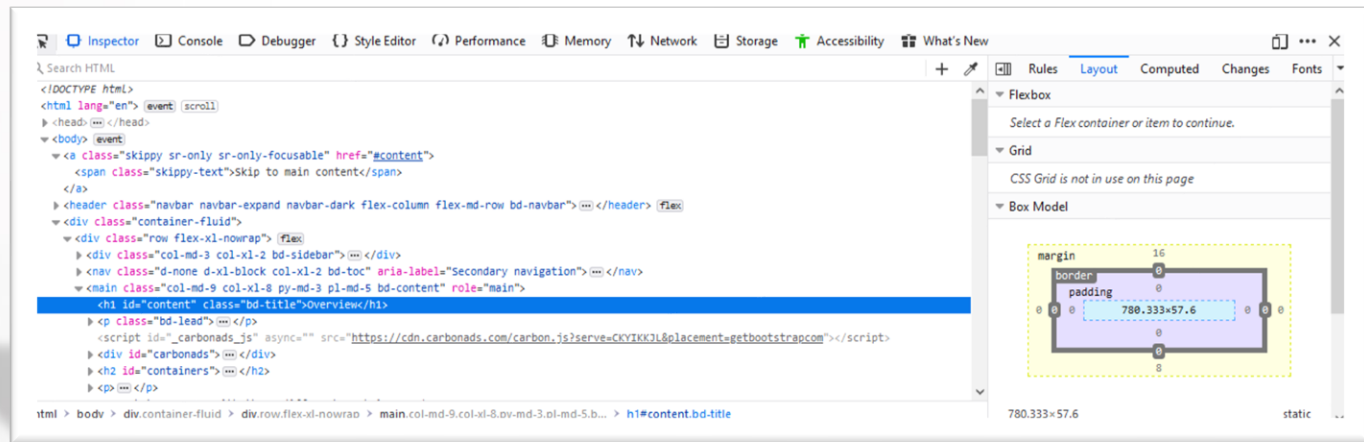 Inspector Console Debugger {} Style Editor Performance Memory Network Storage Accessibility What's New
Search HTML
<!DOCTYPE html>
<html lang="en"> event scroll
<head> ⋯ </head>
<body> event
<a class="skippy sr-only sr-only-focusable" href="#content">
<span class="skippy-text">Skip to main content</span>
</a>
<header class="navbar navbar-expand navbar-dark flex-column flex-md-row bd-navbar"> ⋯ </header> flex
<div class="container-fluid">
<div class="row flex-xl-nowrap"> flex
<div class="col-md-3 col-xl-2 bd-sidebar"> ⋯ </div>
<nav class="d-none d-xl-block col-xl-2 bd-toc" aria-label="Secondary navigation"> ⋯ </nav>
<main class="col-md-9 col-xl-8 py-md-3 pl-md-5 bd-content" role="main">
<h1 id="content" class="bd-title">Overview</h1>
<p class="bd-lead"> ⋯ </p>
<script id="_carbonads_js" async="" src="https://cdn.carbonads.com/carbon.js?serve=CKYIKKJL&placement=getbootstrapcom"></script>
<div id="carbonads"> ⋯ </div>
<h2 id="containers"> ⋯ </h2>
<p> ⋯ </p>
html > body > div.container-fluid > div.row.flex-xl-nowrap > main.col-md-9.col-xl-8.py-md-3.pl-md-5.b... > h1#content.bd-title
Rules Layout Computed Changes Fonts
Flexbox
Select a Flex container or item to continue.
Grid
CSS Grid is not in use on this page
Box Model
margin 16
border 0
padding 0
0 0 0 780.333×57.6 0 0 0
0
0
8
780.333×57.6 static